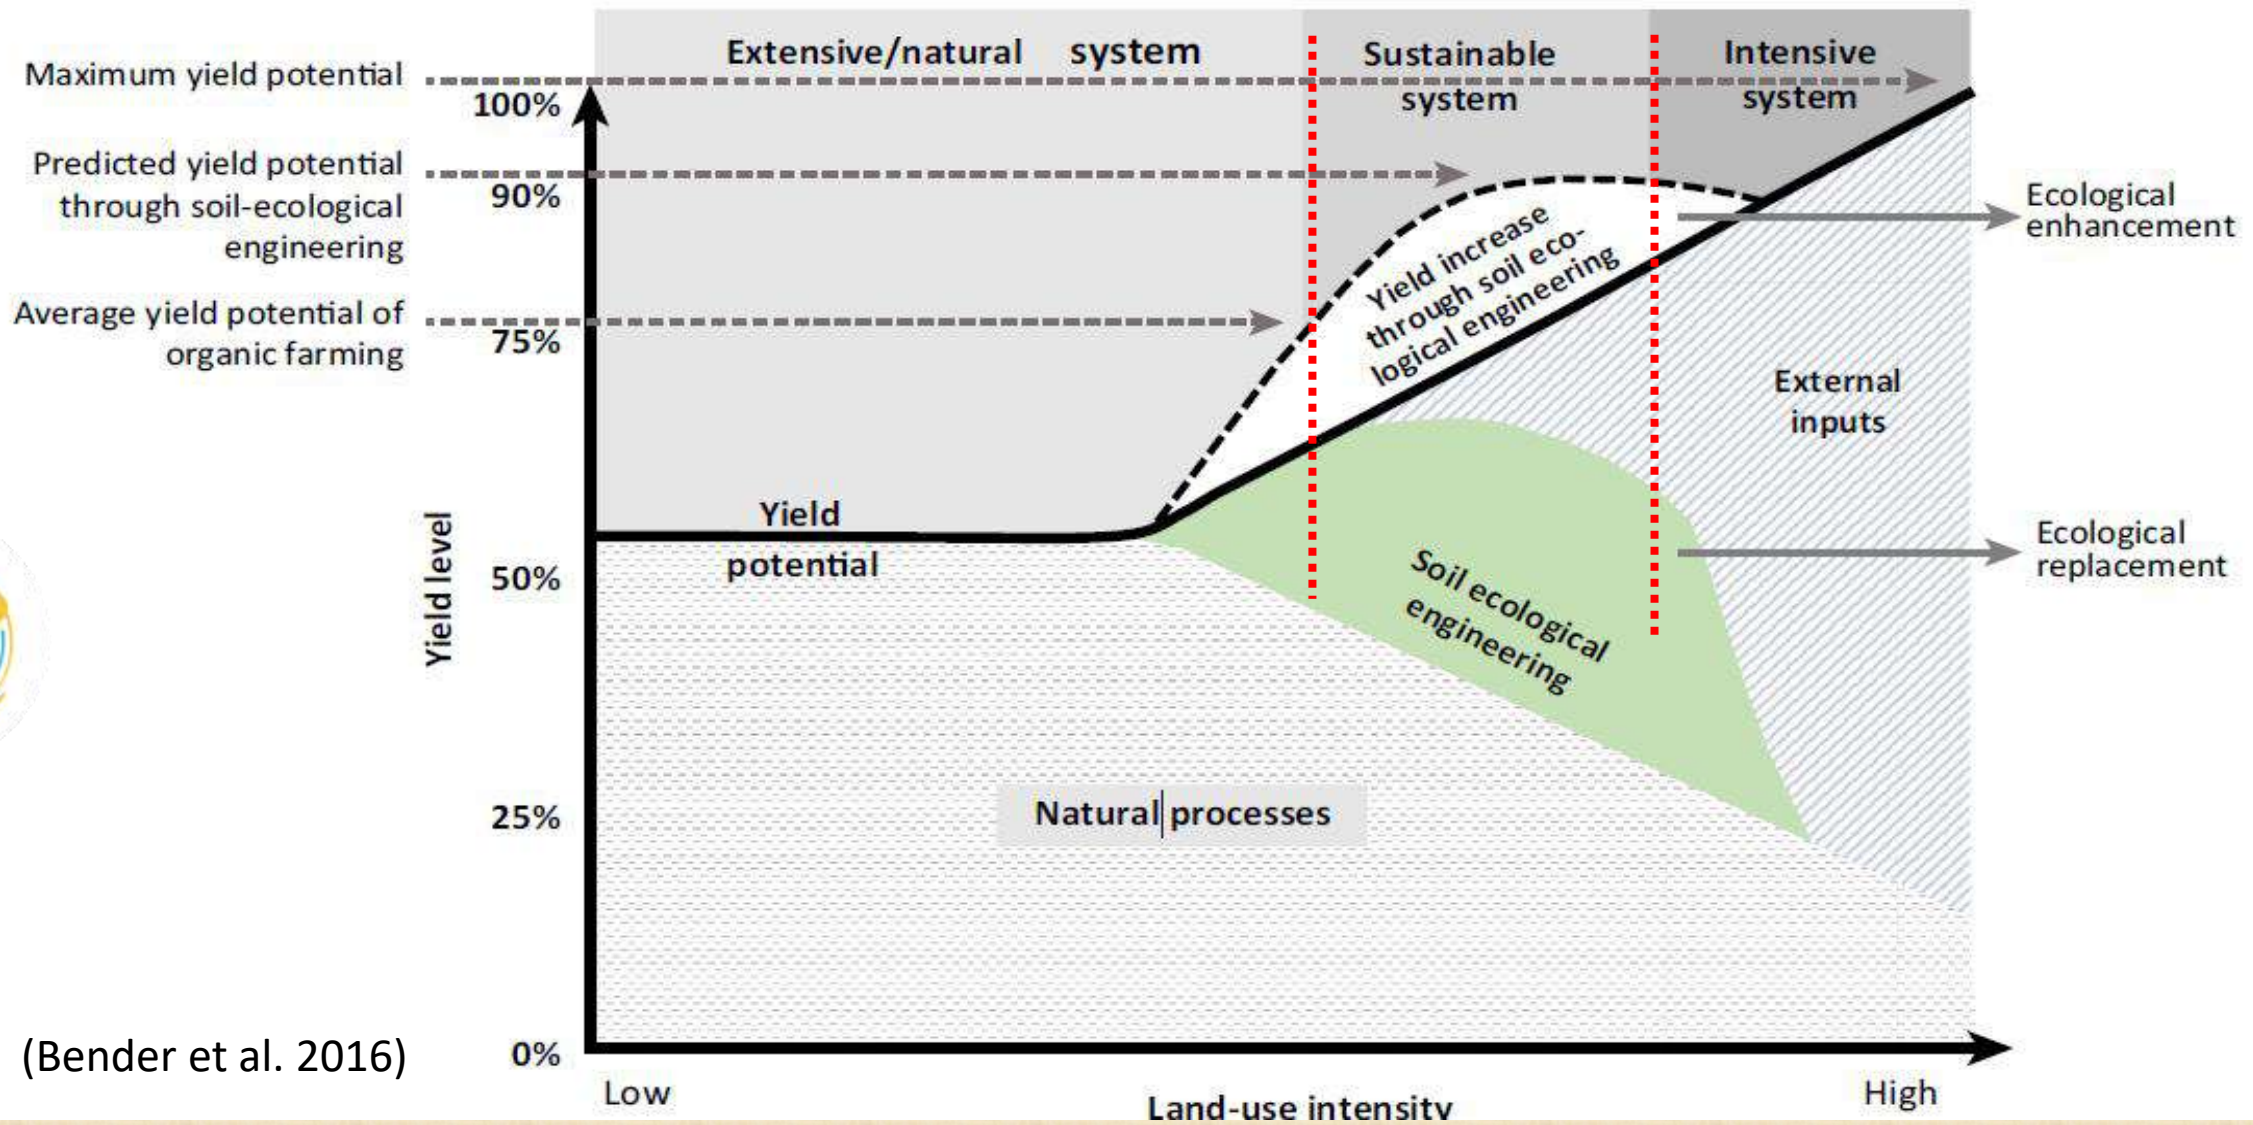 Extensive/natural system
Sustainable
system
Intensive
system
Maximum yield potential
100%
Predicted yield potential
through soil-ecological
engineering
90%
Average yield potential of
organic farming
75%
Yield increase
through soil eco-
logical engineering
Ecological
enhancement
External
inputs
Yield
potential
Yield level
50%
Soil ecological
engineering
Ecological
replacement
25%
Natural processes
(Bender et al. 2016)
0%
Low
Land-use intensity
High